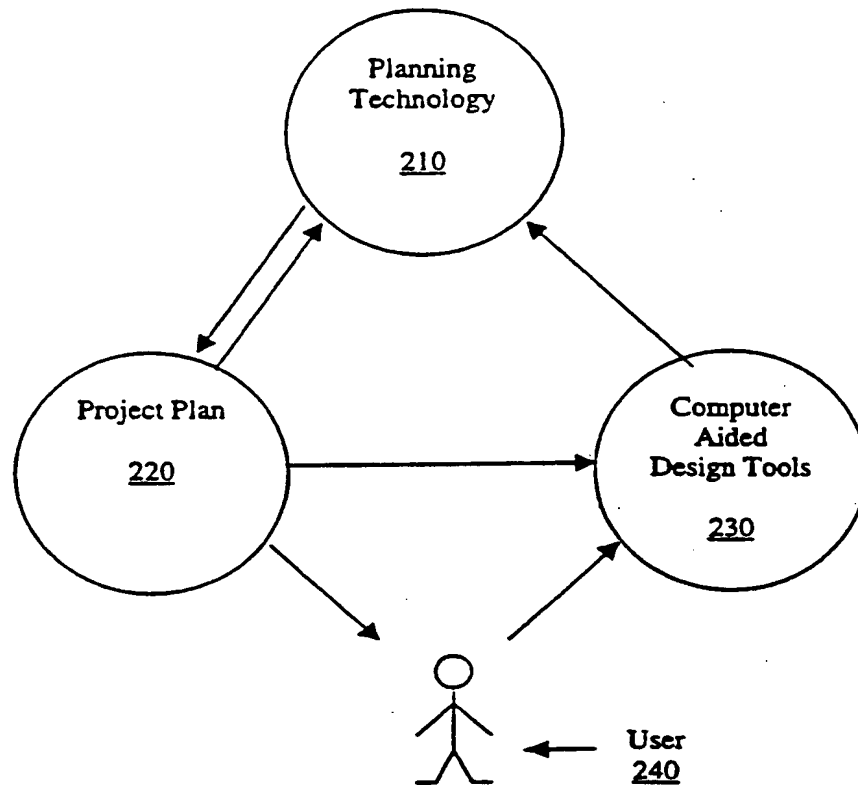 Planning
Technology
210
Project Plan
220
Computer
Aided
Design Tools
230
User
240